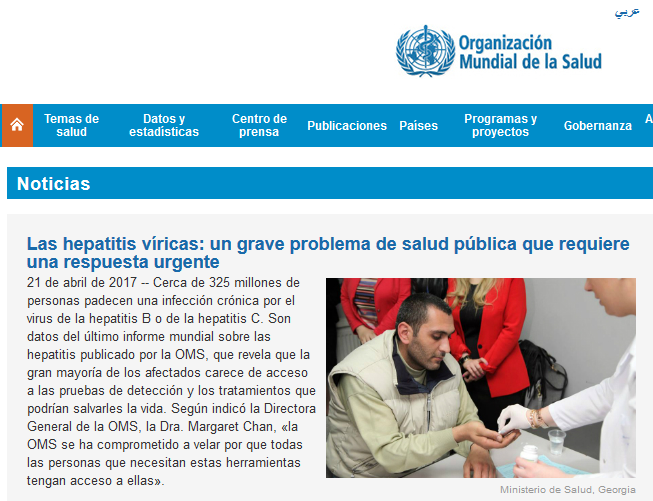 عربي
Organización
Mundial de la Salud
Temas de
salud
Datos y
estadísticas
Centro de
prensa
Publicaciones
Países
Programas y
proyectos
Gobernanza
A
Noticias
Las hepatitis víricas: un grave problema de salud pública que requiere
una respuesta urgente
21 de abril de 2017 -- Cerca de 325 millones de
personas padecen una infección crónica por el
virus de la hepatitis B o de la hepatitis C. Son
datos del último informe mundial sobre las
hepatitis publicado por la OMS, que revela que la
gran mayoría de los afectados carece de acceso
a las pruebas de detección y los tratamientos que
podrían salvarles la vida. Según indicó la Directora
General de la OMS, la Dra. Margaret Chan, «la
OMS se ha comprometido a velar por que todas
las personas que necesitan estas herramientas
tengan acceso a ellas».
Ministerio de Salud, Georgia